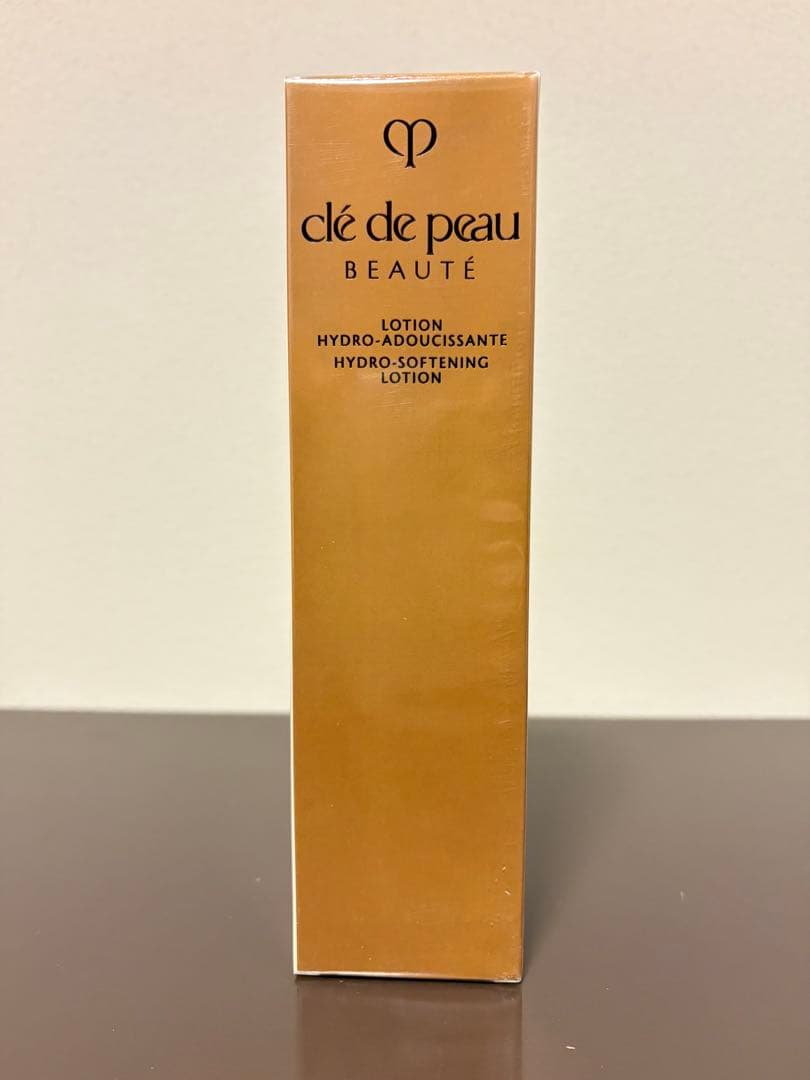 clé de peau
BEAUTÉ
LOTION
HYDRO-ADOUCISSANTE
HYDRO-SOFTENING
LOTION